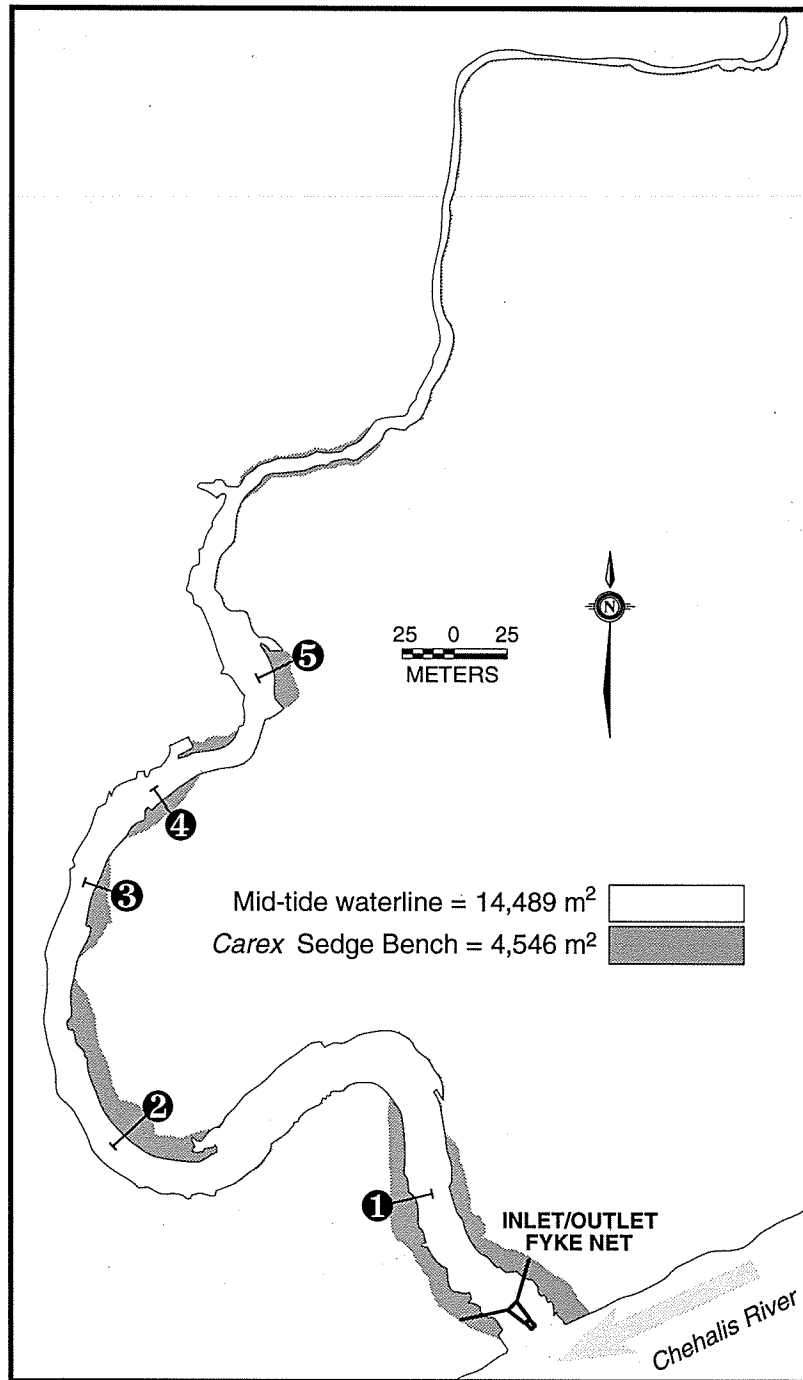 N
25 0 25
METERS
5
4
3
Mid-tide waterline = 14,489 m²
Carex Sedge Bench = 4,546 m²
2
1
INLET/OUTLET
FYKE NET
Chehalis River